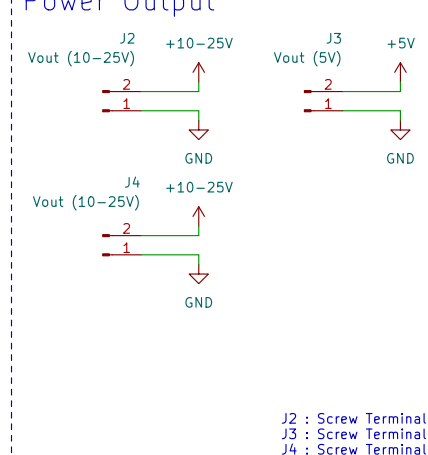 Power Output
J2
+10-25V
Vout (10-25V)
2
1
GND
J3
+5V
Vout (5V)
2
1
GND
J4
+10-25V
Vout (10-25V)
2
1
GND
J2 : Screw Terminal
J3 : Screw Terminal
J4 : Screw Terminal